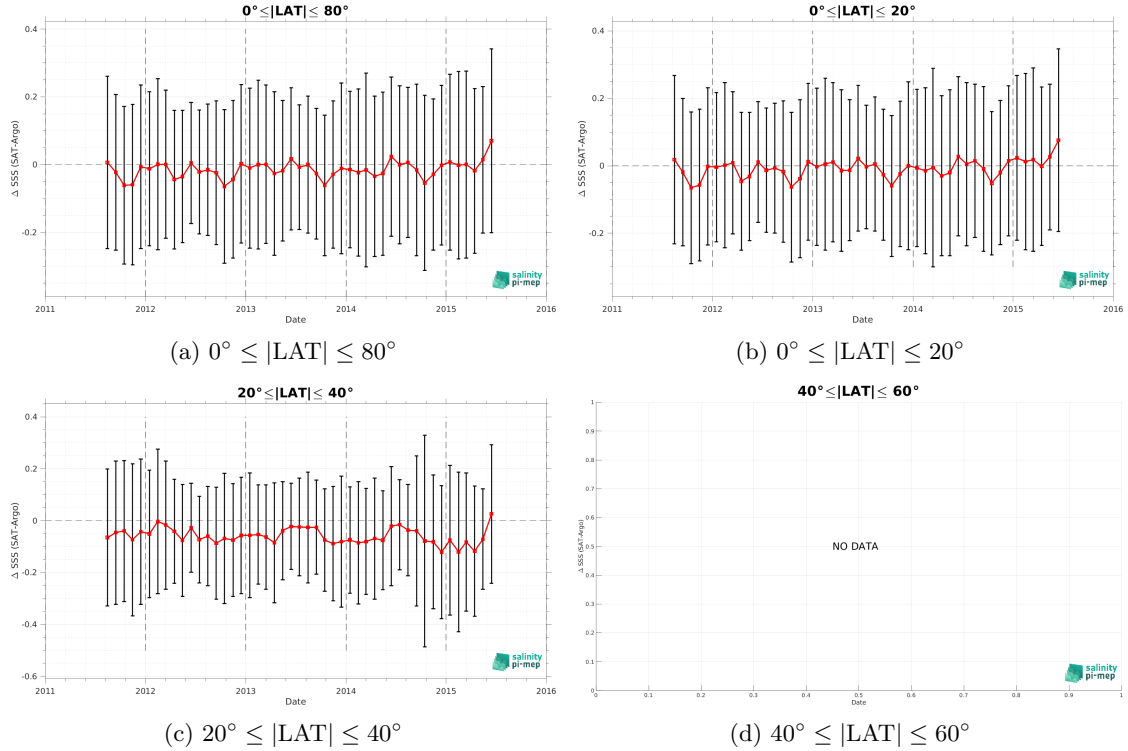 0°≤|LAT|≤ 80°
Δ SSS (SAT-Argo)
0.4
0.2
0
-0.2
2011 2012 2013 2014 2015 2016
Date
salinity
pi-mep
(a) 0° ≤ |LAT| ≤ 80°
0°≤|LAT|≤ 20°
Δ SSS (SAT-Argo)
0.4
0.2
0
-0.2
2011 2012 2013 2014 2015 2016
Date
salinity
pi-mep
(b) 0° ≤ |LAT| ≤ 20°
20°≤|LAT|≤ 40°
Δ SSS (SAT-Argo)
0.4
0.2
0
-0.2
-0.4
-0.6
2011 2012 2013 2014 2015 2016
Date
salinity
pi-mep
(c) 20° ≤ |LAT| ≤ 40°
40°≤|LAT|≤ 60°
Δ SSS (SAT-Argo)
1
0.9
0.8
0.7
0.6
0.5
0.4
0.3
0.2
0.1
0
NO DATA
0 0.1 0.2 0.3 0.4 0.5 0.6 0.7 0.8 0.9 1
Date
salinity
pi-mep
(d) 40° ≤ |LAT| ≤ 60°